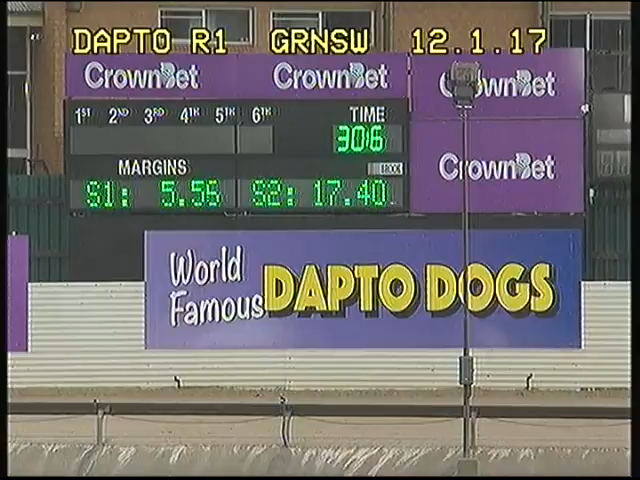 DAPTO R1 GRNSW 12.1.17
CrownBet CrownBet CrownBet
1ST 2ND 3RD 4TH 5TH 6TH TIME
306
CrownBet
MARGINS
S1: 5.56 S2: 17.40
World Famous DAPTO DOGS